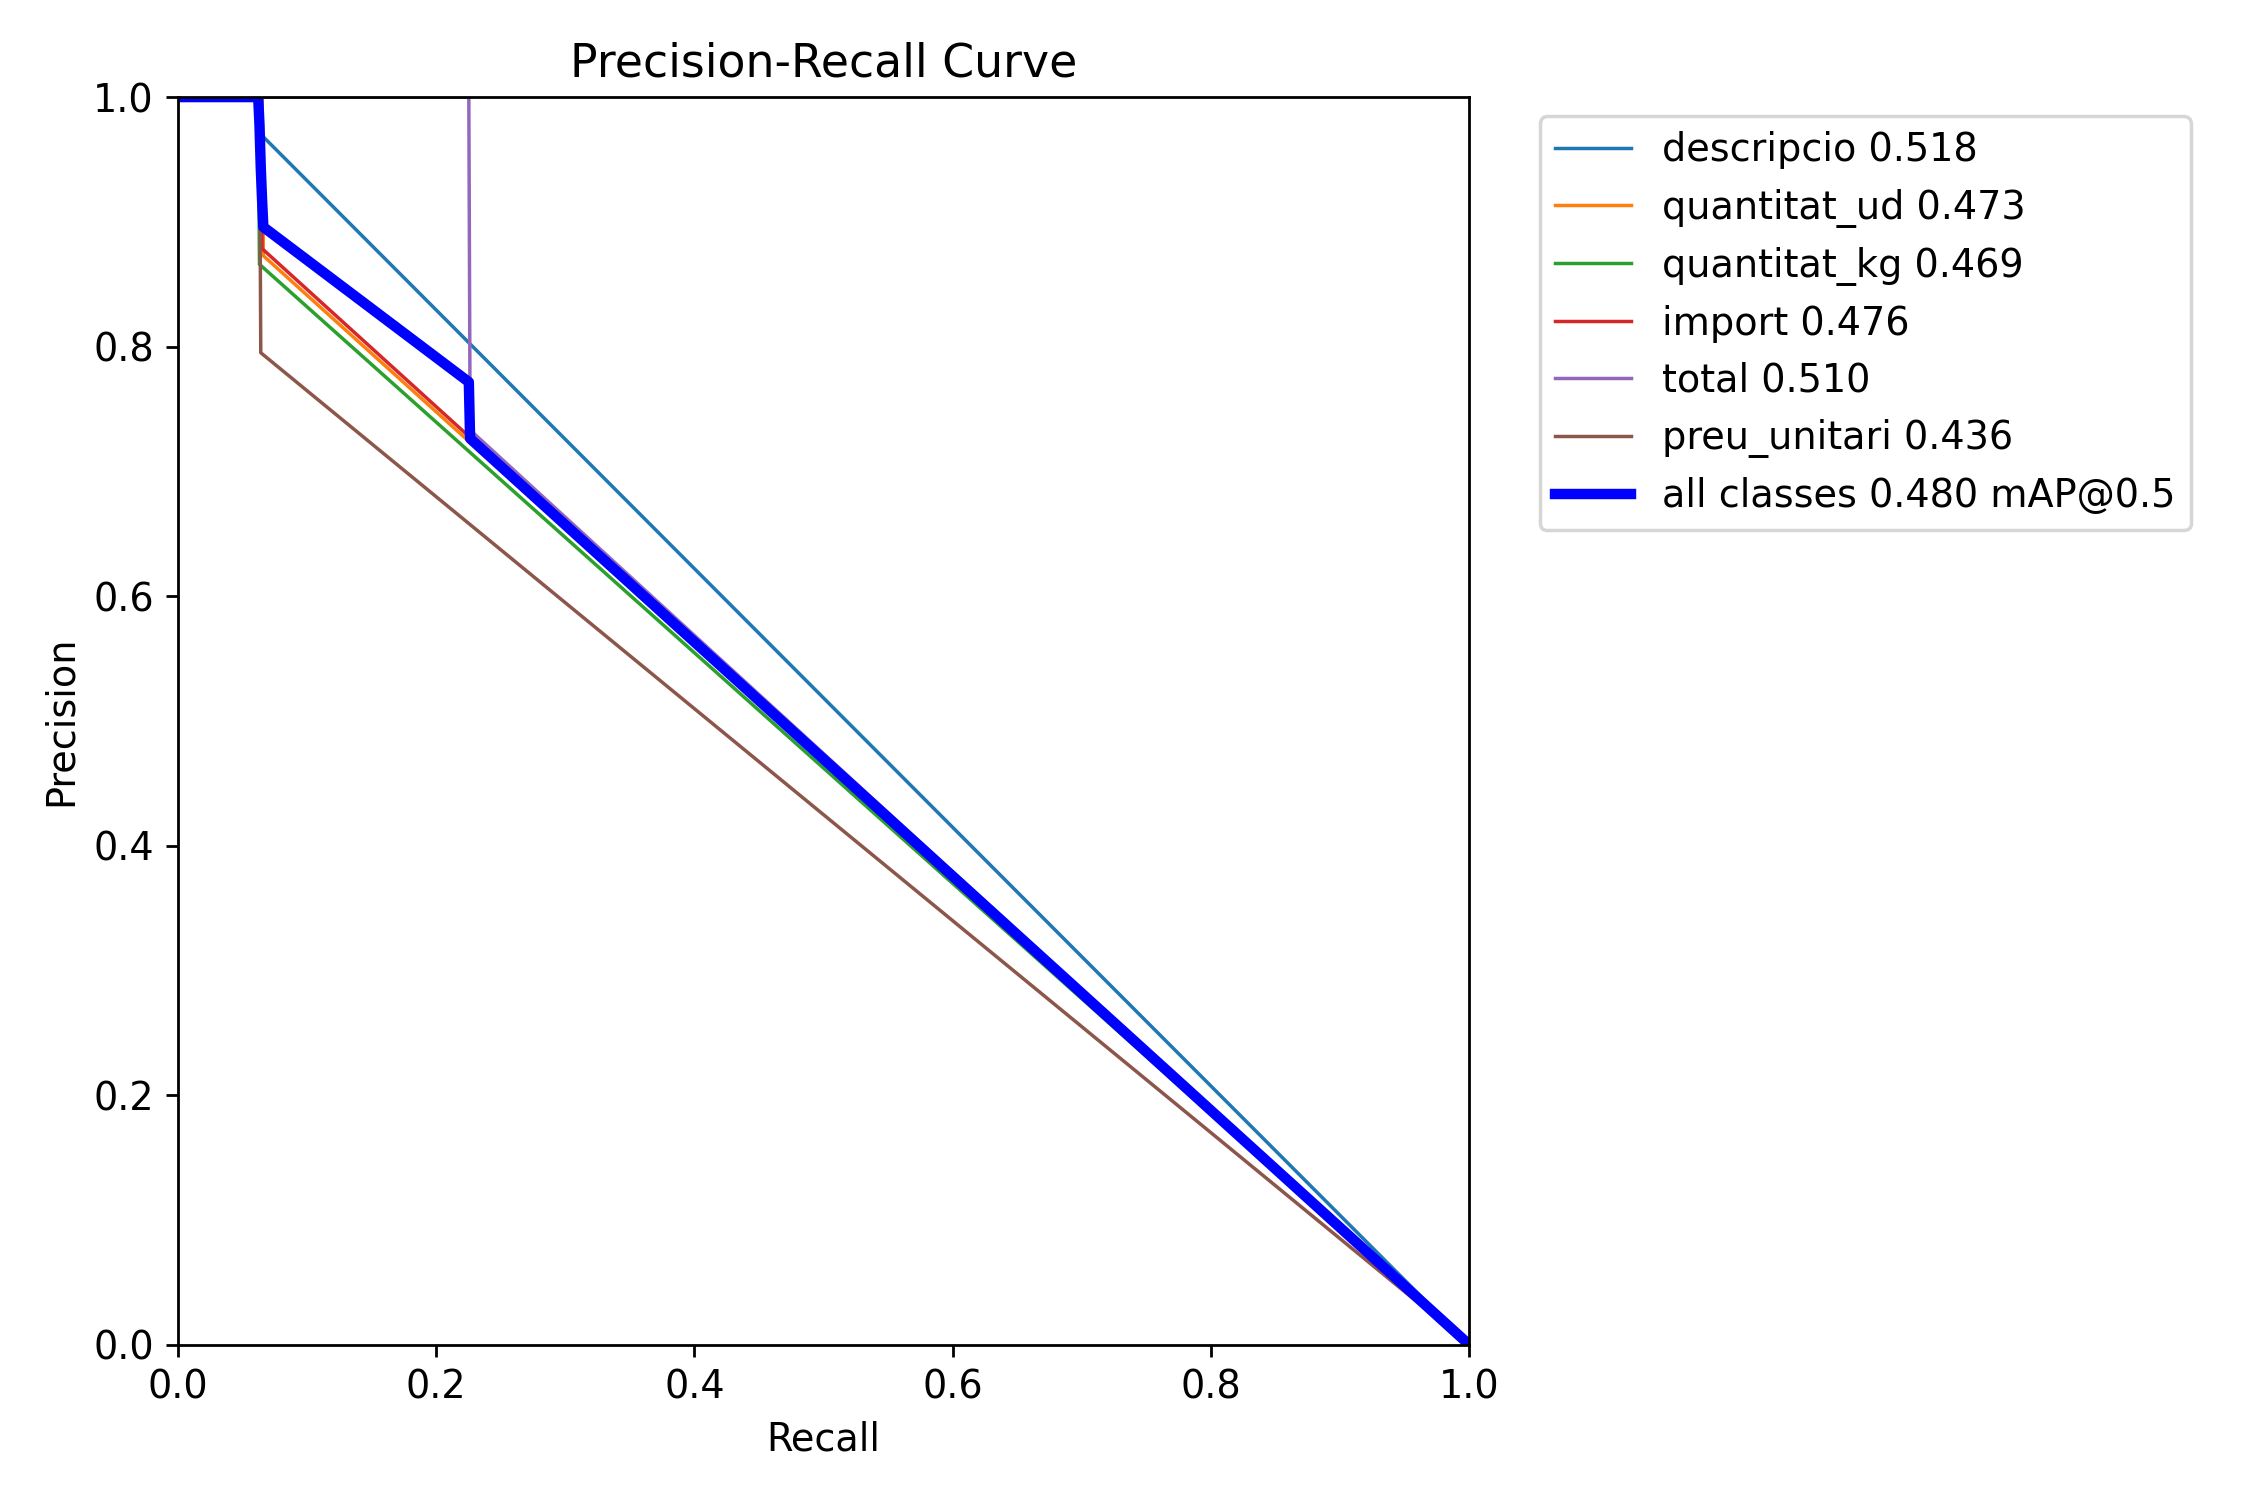 Precision-Recall Curve
1.0
0.8
0.6
0.4
0.2
0.0
Precision
0.0 0.2 0.4 0.6 0.8 1.0
Recall
descripcio 0.518
quantitat_ud 0.473
quantitat_kg 0.469
import 0.476
total 0.510
preu_unitari 0.436
all classes 0.480 mAP@0.5